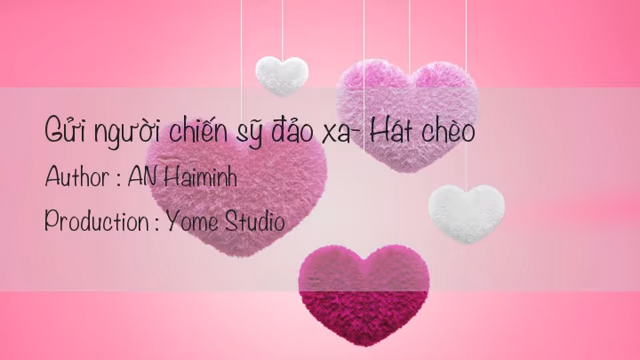 Gửi người chiến sỹ đảo xa- Hát chèo
Author : AN Haiminh
Production : Yome Studio